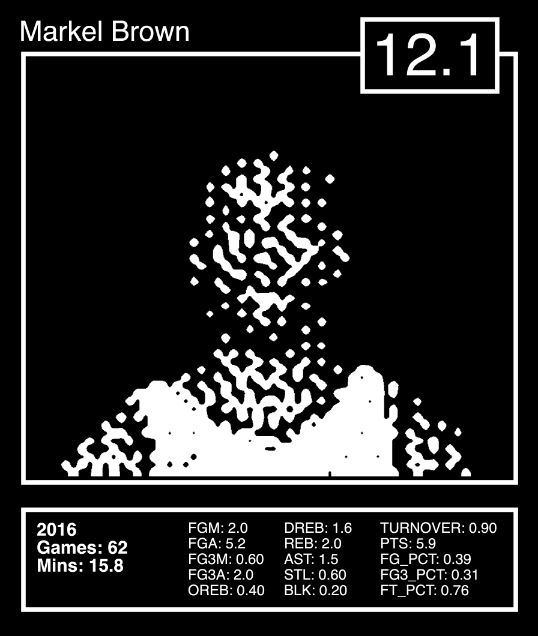 Markel Brown
12.1
2016
Games: 62
Mins: 15.8
FGM: 2.0
FGA: 5.2
FG3M: 0.60
FG3A: 2.0
OREB: 0.40
DREB: 1.6
REB: 2.0
AST: 1.5
STL: 0.60
BLK: 0.20
TURNOVER: 0.90
PTS: 5.9
FG_PCT: 0.39
FG3_PCT: 0.31
FT_PCT: 0.76